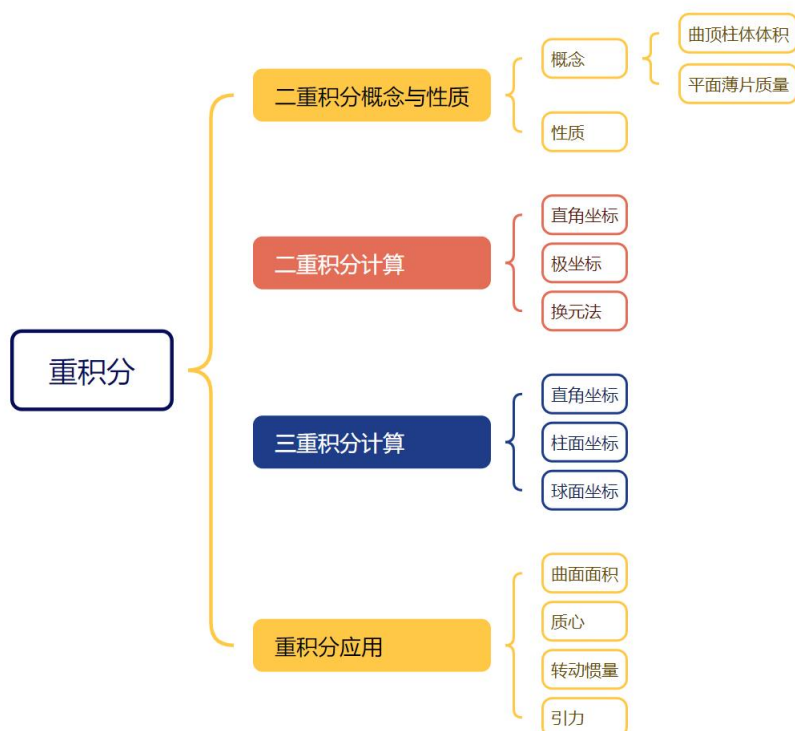 重积分
二重积分概念与性质
概念
曲顶柱体体积
平面薄片质量
性质
二重积分计算
直角坐标
极坐标
换元法
三重积分计算
直角坐标
柱面坐标
球面坐标
重积分应用
曲面面积
质心
转动惯量
引力